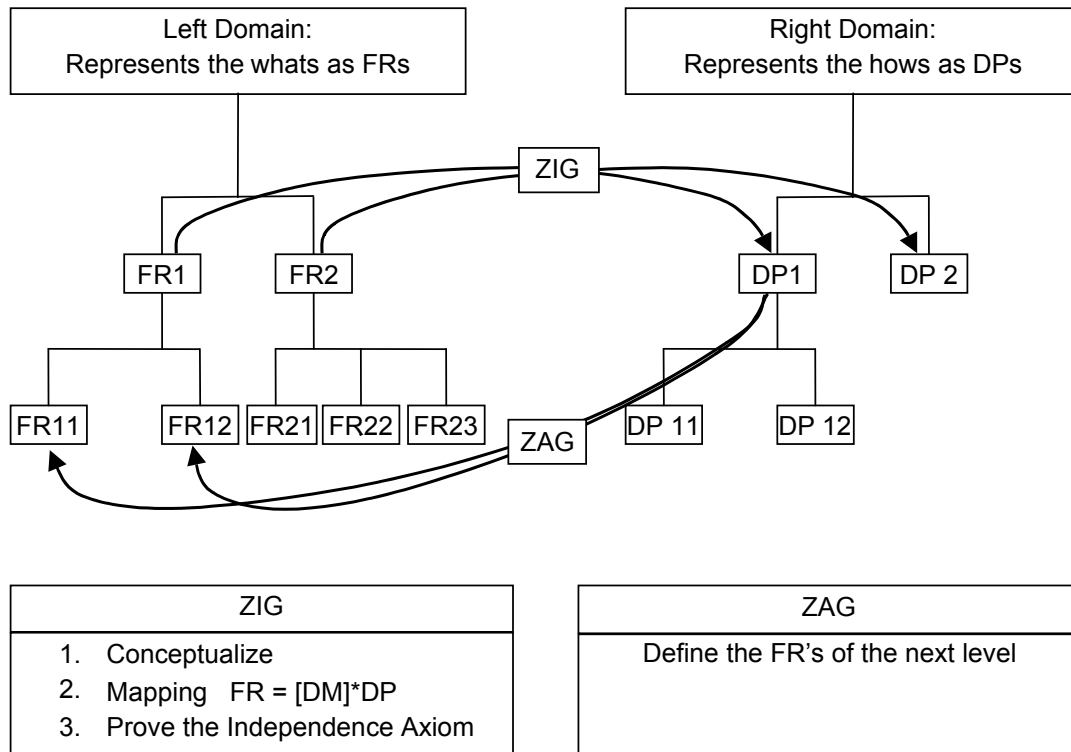 Left Domain:
Represents the whats as FRs
Right Domain:
Represents the hows as DPs
ZIG
FR1
FR2
DP1
DP 2
FR11
FR12
FR21
FR22
FR23
ZAG
DP 11
DP 12
ZIG
1. Conceptualize
2. Mapping FR = [DM]*DP
3. Prove the Independence Axiom
ZAG
Define the FR's of the next level